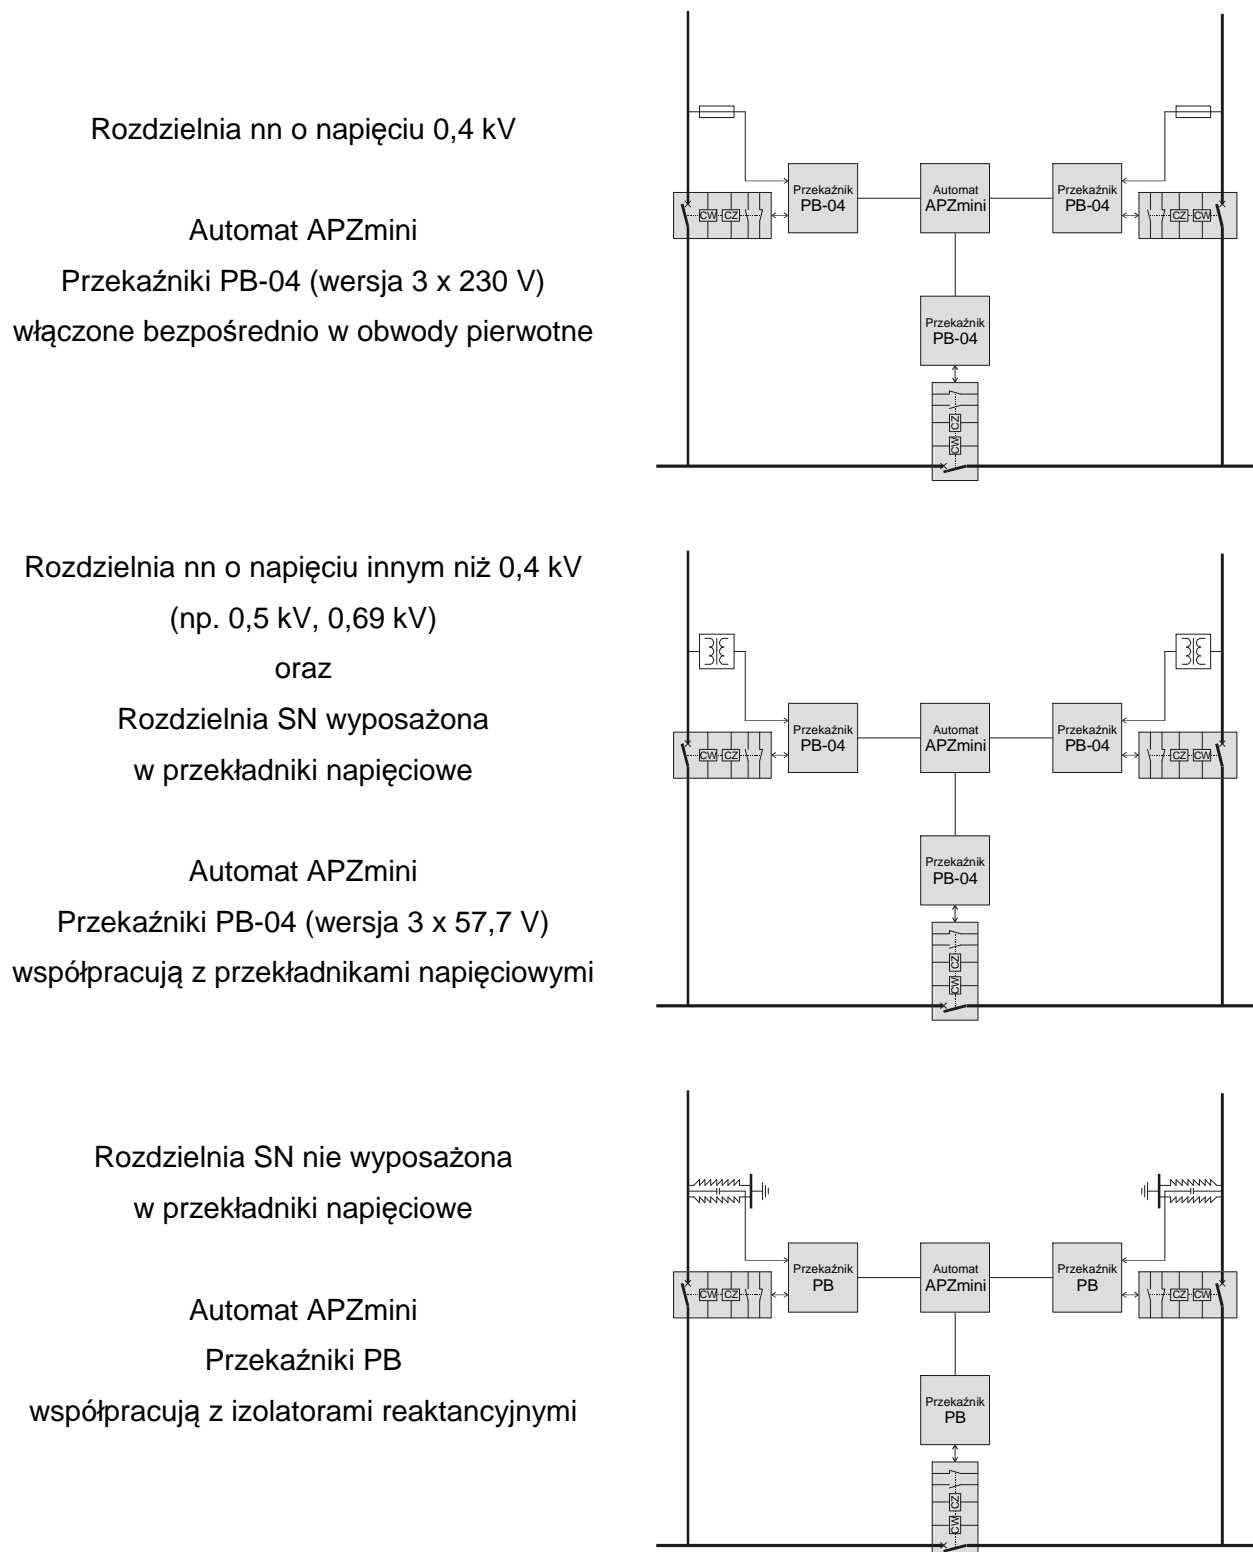 Rozdzielnia nn o napięciu 0,4 kV
Automat APZmini
Przekaźniki PB-04 (wersja 3 x 230 V)
włączone bezpośrednio w obwody pierwotne
Przekaźnik
PB-04
Automat
APZmini
Przekaźnik
PB-04
CW
CZ
CZ
CW
Przekaźnik
PB-04
CZ
CW
Rozdzielnia nn o napięciu innym niż 0,4 kV
(np. 0,5 kV, 0,69 kV)
oraz
Rozdzielnia SN wyposażona
w przekładniki napięciowe
Automat APZmini
Przekaźniki PB-04 (wersja 3 x 57,7 V)
współpracują z przekładnikami napięciowymi
Przekaźnik
PB-04
Automat
APZmini
Przekaźnik
PB-04
CW
CZ
CZ
CW
Przekaźnik
PB-04
CZ
CW
Rozdzielnia SN nie wyposażona
w przekładniki napięciowe
Automat APZmini
Przekaźniki PB
współpracują z izolatorami reaktancyjnymi
Przekaźnik
PB
Automat
APZmini
Przekaźnik
PB
CW
CZ
CZ
CW
Przekaźnik
PB
CZ
CW